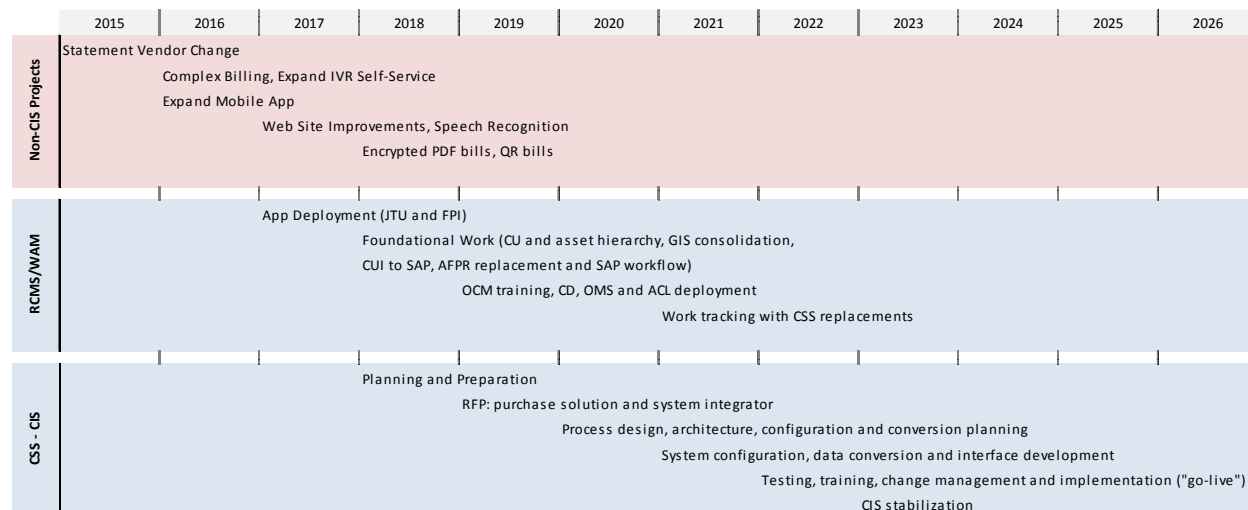 2015 2016 2017 2018 2019 2020 2021 2022 2023 2024 2025 2026
Non-CIS Projects
Statement Vendor Change
Complex Billing, Expand IVR Self-Service
Expand Mobile App
Web Site Improvements, Speech Recognition
Encrypted PDF bills, QR bills
RCMS/WAM
App Deployment (JTU and FPI)
Foundational Work (CU and asset hierarchy, GIS consolidation,
CUI to SAP, AFPR replacement and SAP workflow)
OCM training, CD, OMS and ACL deployment
Work tracking with CSS replacements
CSS - CIS
Planning and Preparation
RFP: purchase solution and system integrator
Process design, architecture, configuration and conversion planning
System configuration, data conversion and interface development
Testing, training, change management and implementation ("go-live")
CIS stabilization